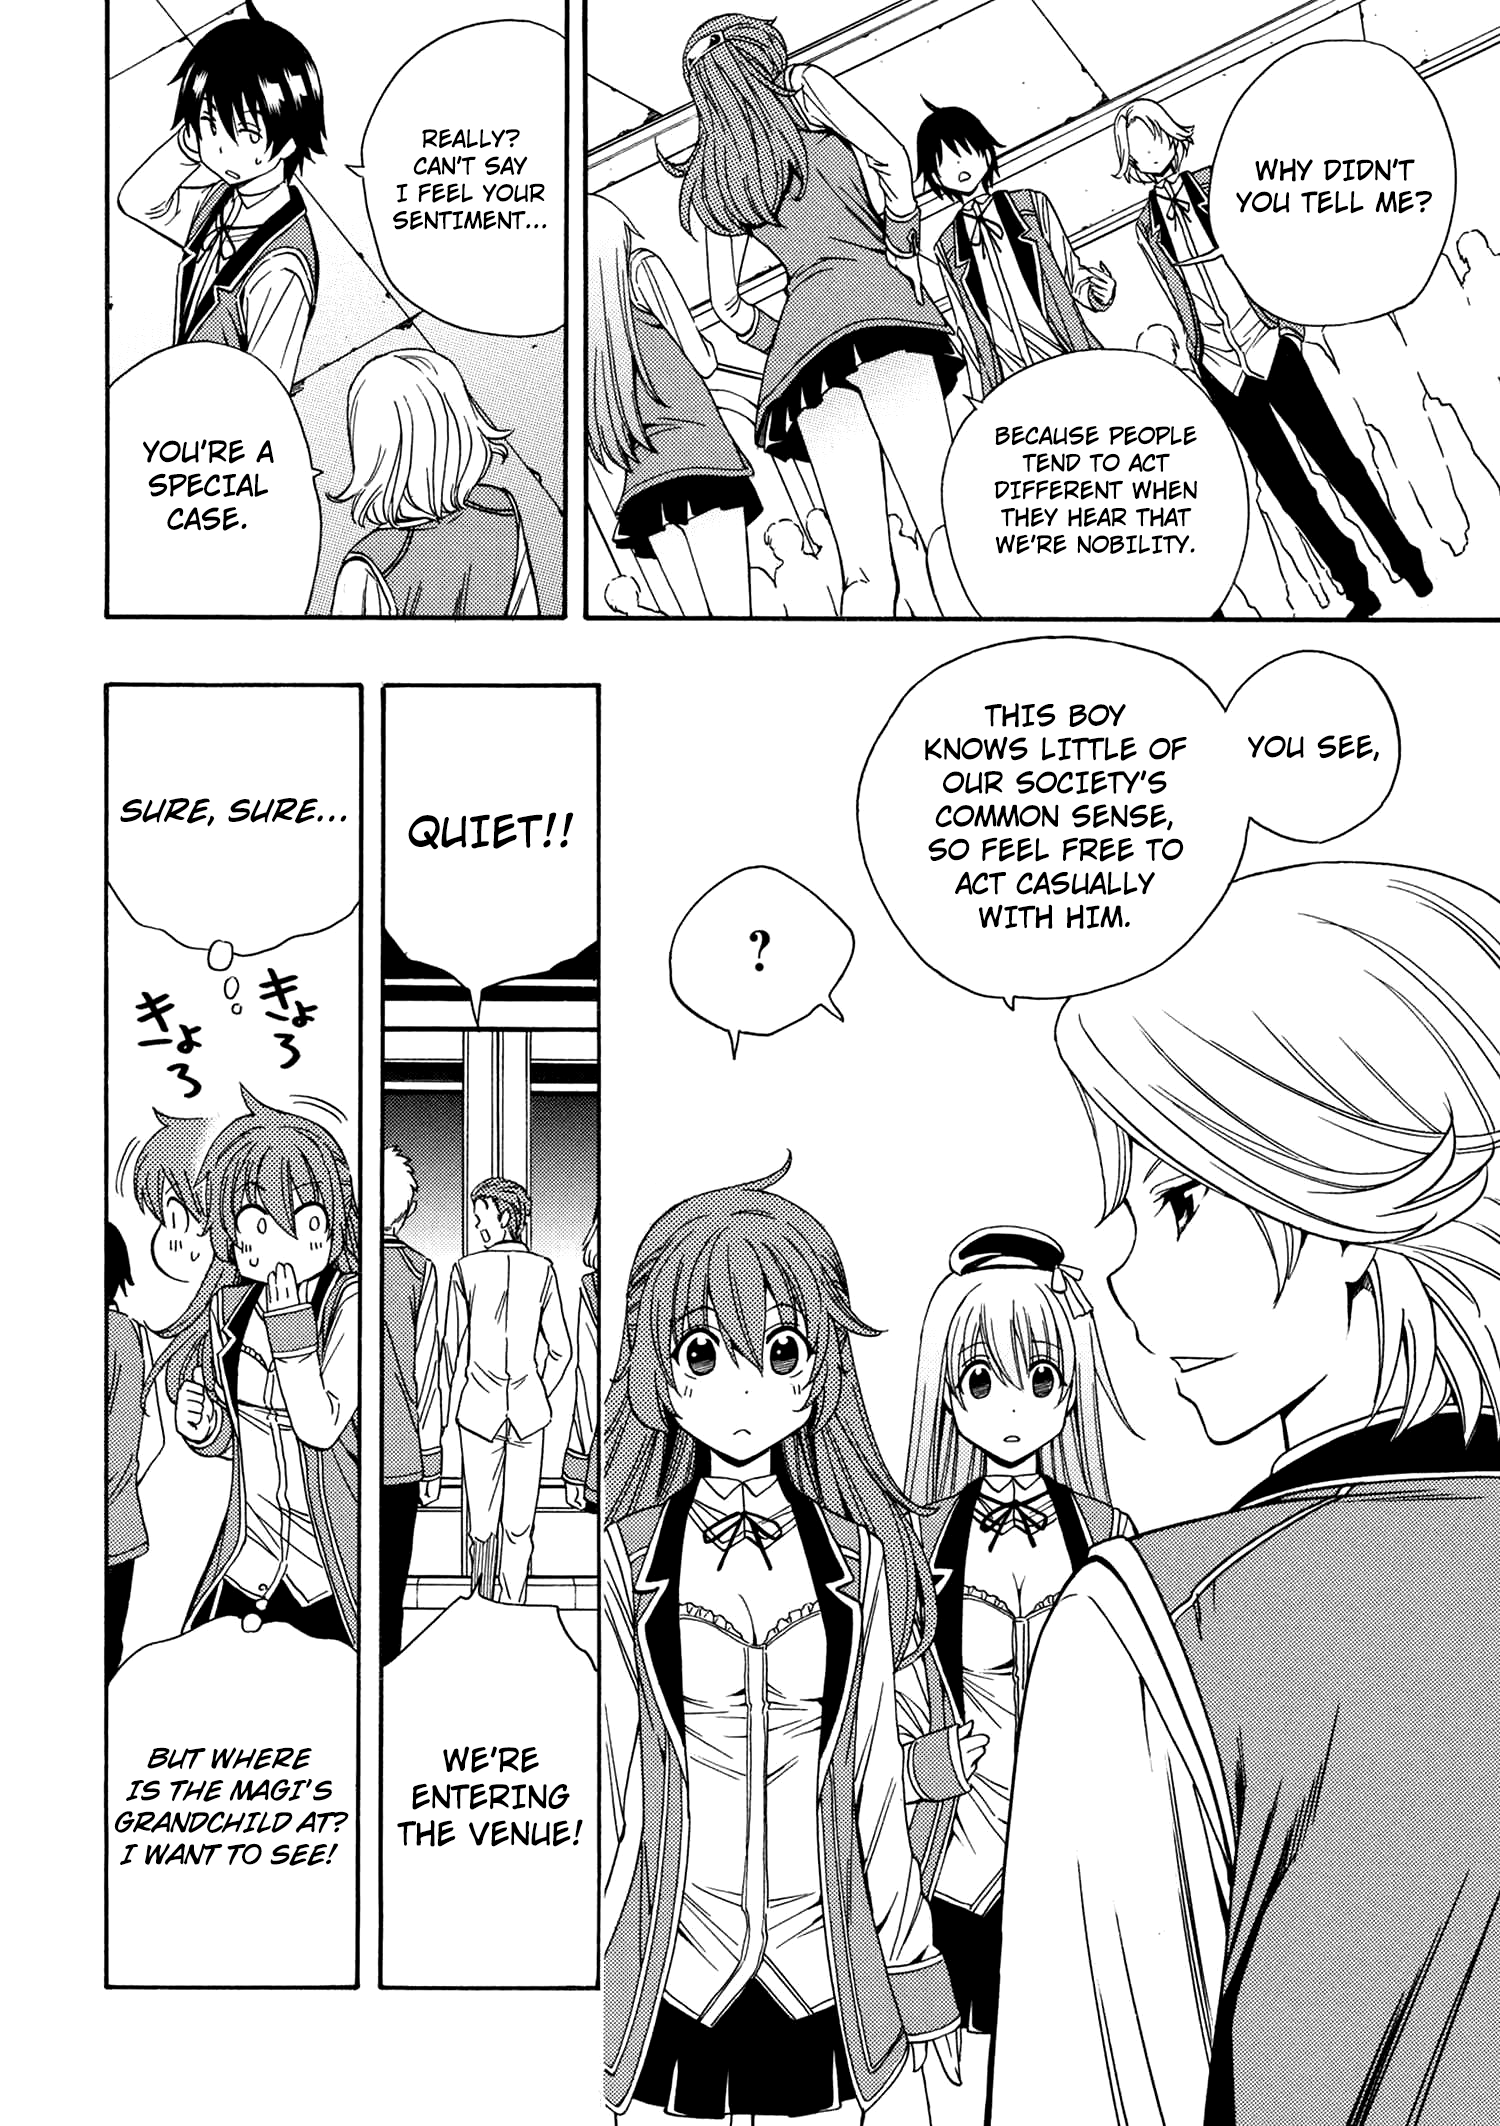 WHY DIDN'T
YOU TELL ME?
BECAUSE PEOPLE
TEND TO ACT
DIFFERENT WHEN
THEY HEAR THAT
WE'RE NOBILITY.
REALLY?
CAN'T SAY
I FEEL YOUR
SENTIMENT...
YOU'RE A
SPECIAL
CASE.
YOU SEE,
THIS BOY
KNOWS LITTLE OF
OUR SOCIETY'S
COMMON SENSE,
SO FEEL FREE TO
ACT CASUALLY
WITH HIM.
?
QUIET!!
WE'RE
ENTERING
THE VENUE!
SURE, SURE...
きょろ
きょろ
BUT WHERE
IS THE MAGI'S
GRANDCHILD AT?
I WANT TO SEE!